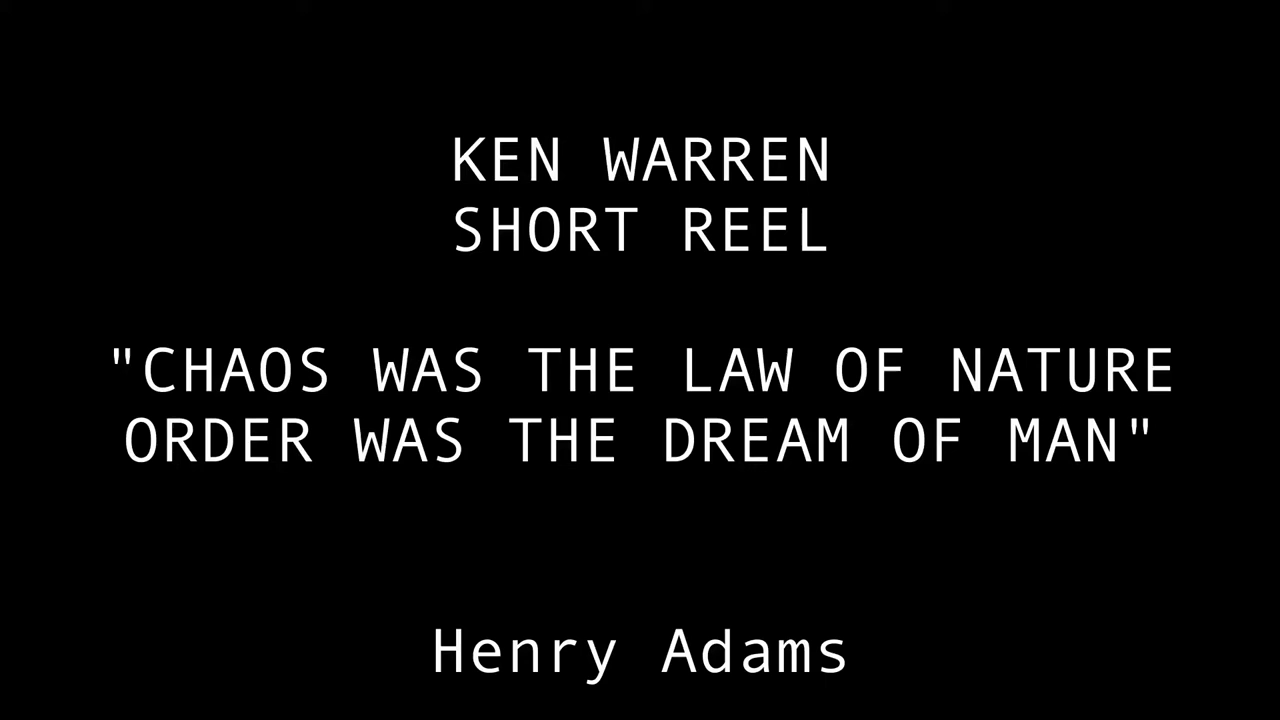 KEN WARREN
SHORT REEL
"CHAOS WAS THE LAW OF NATURE
ORDER WAS THE DREAM OF MAN"
Henry Adams